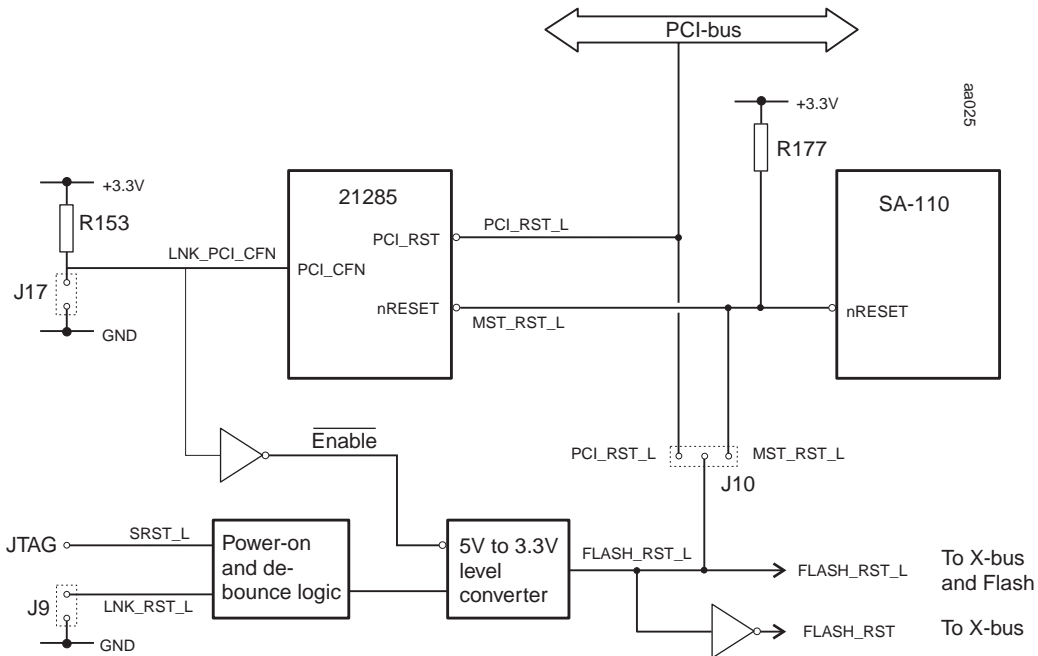 PCI-bus
aa025
+3.3V
R177
+3.3V
R153
21285
SA-110
PCI_RST
PCI_RST_L
LNK_PCI_CFN
PCI_CFN
J17
nRESET
MST_RST_L
nRESET
GND
Enable
PCI_RST_L
MST_RST_L
J10
JTAG
SRST_L
Power-on
and de-
bounce logic
5V to 3.3V
level
converter
FLASH_RST_L
FLASH_RST_L
To X-bus
and Flash
J9
LNK_RST_L
GND
FLASH_RST
To X-bus